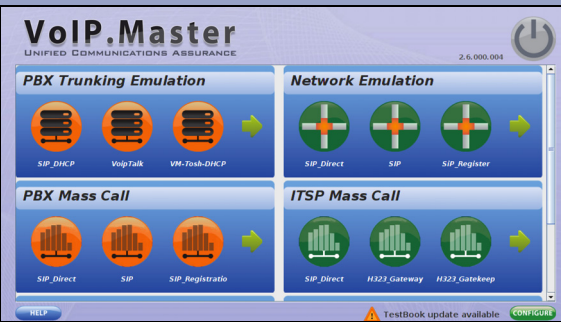 VoIP.Master
UNIFIED COMMUNICATIONS ASSURANCE
2.6.000.004
PBX Trunking Emulation
SIP_DHCP
VoipTalk
VM-Tosh-DHCP
Network Emulation
SIP_Direct
SIP
SiP_Register
PBX Mass Call
SIP_Direct
SIP
SIP_Registratio
ITSP Mass Call
SIP_Direct
H323_Gateway
H323_Gatekeep
HELP
TestBook update available
CONFIGURE